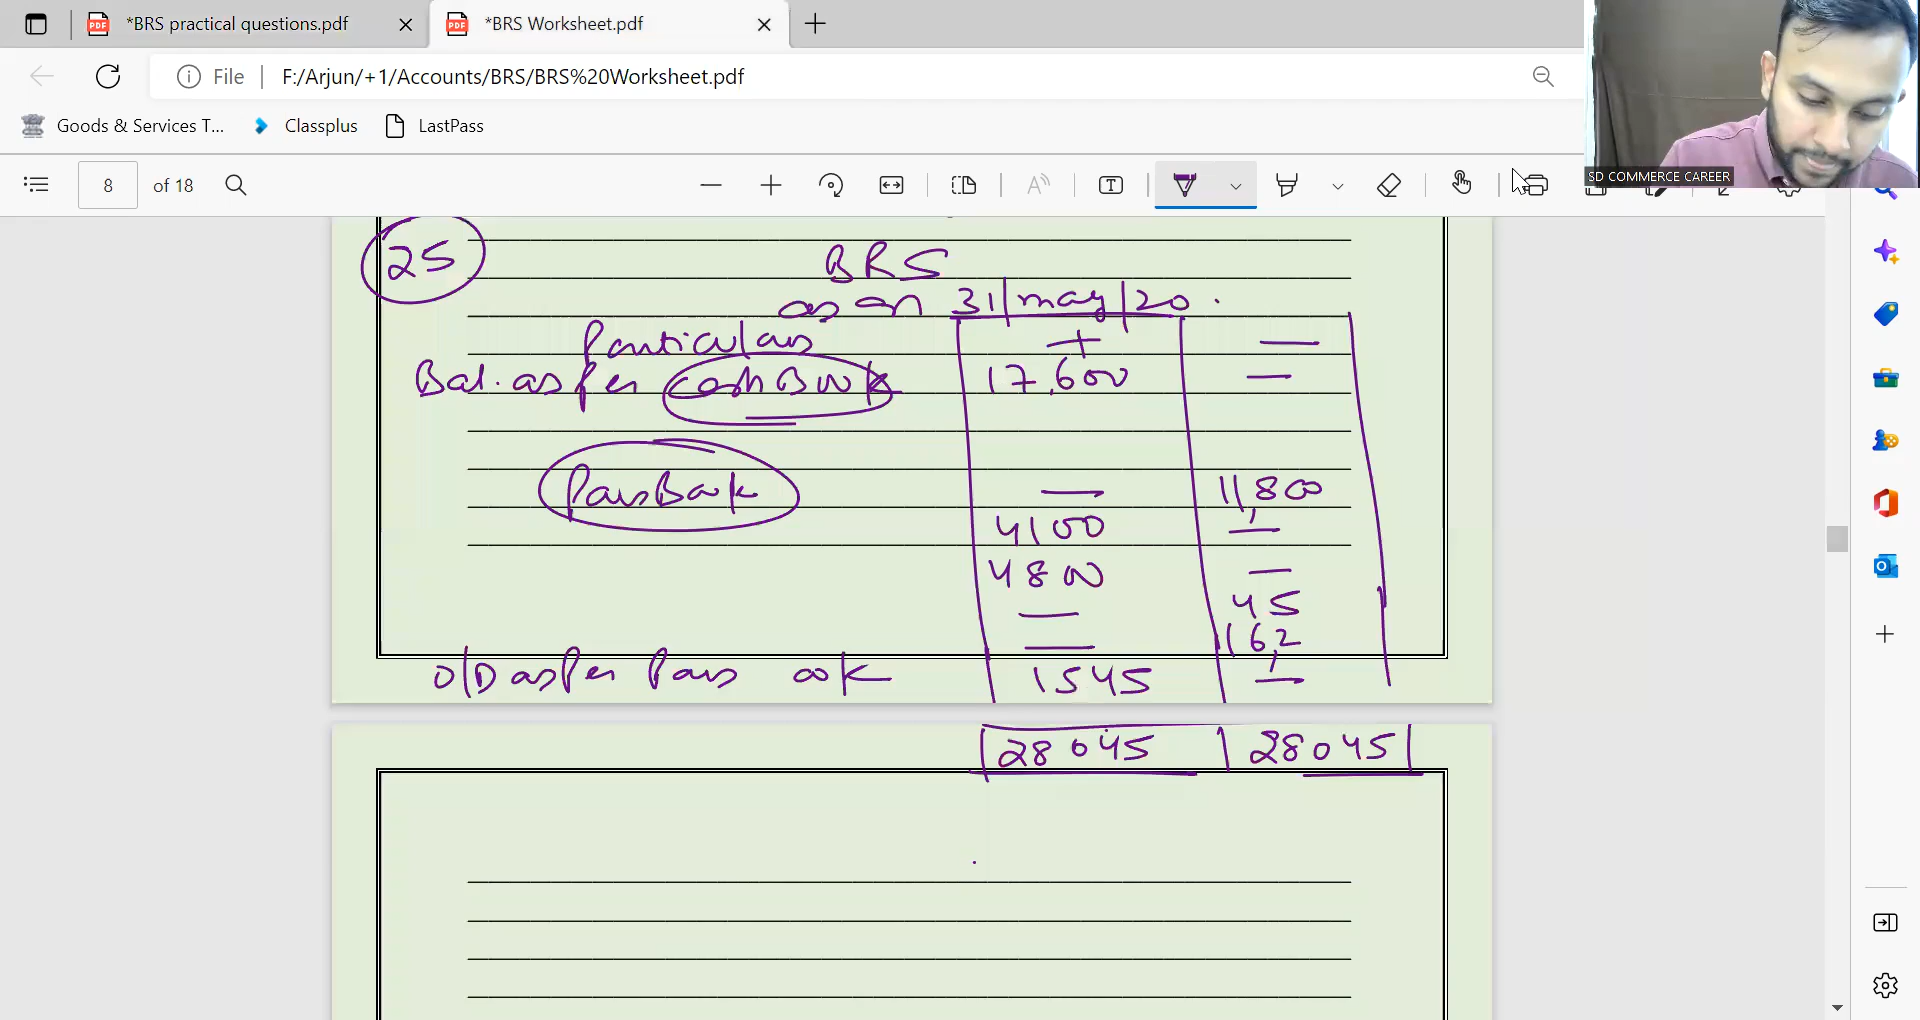 *BRS practical questions.pdf
*BRS Worksheet.pdf
File F:/Arjun/+1/Accounts/BRS/BRS%20Worksheet.pdf
Goods & Services T... Classplus LastPass
8 of 18
SD COMMERCE CAREER
25 BRS
as on 31/may/20.
Particulars + —
Bal. as per cash Book 17,600 —
Pass Book — 11,800
4100 —
4800 —
— 45
—
O/D as Per Pass ook 1545 —
28045 28045